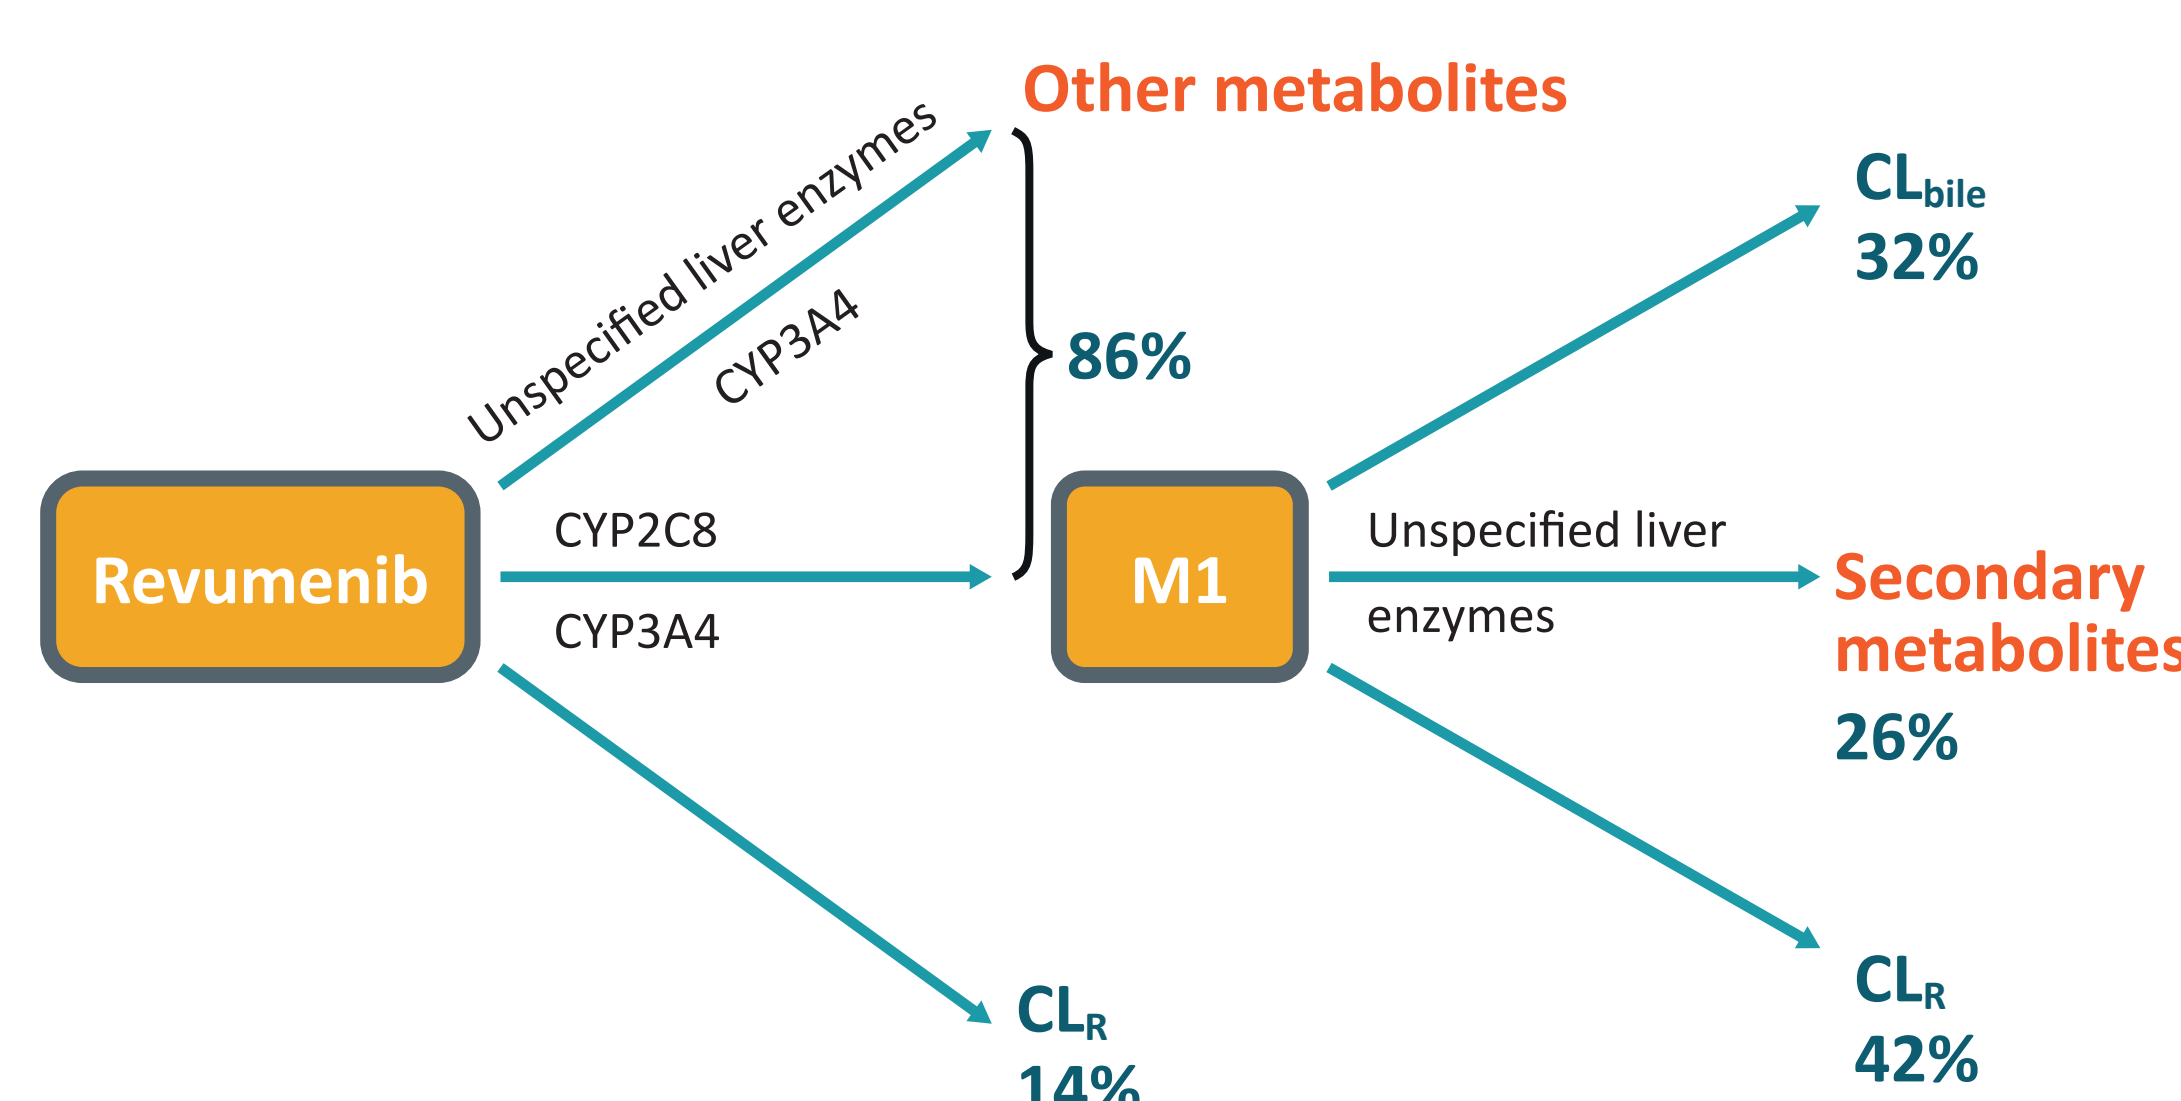 Other metabolites
Unspecified liver enzymes
CYP3A4
86%
CLbile
32%
Revumenib
CYP2C8
CYP3A4
M1
Unspecified liver
enzymes
Secondary
metabolites
26%
CLR
14%
CLR
42%